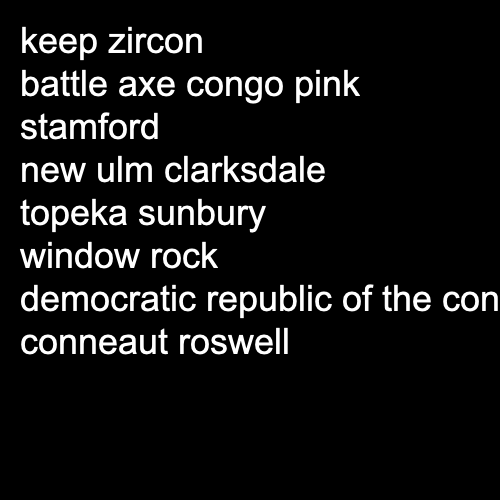 keep zircon
battle axe congo pink
stamford
new ulm clarksdale
topeka sunbury
window rock
democratic republic of the con
conneaut roswell